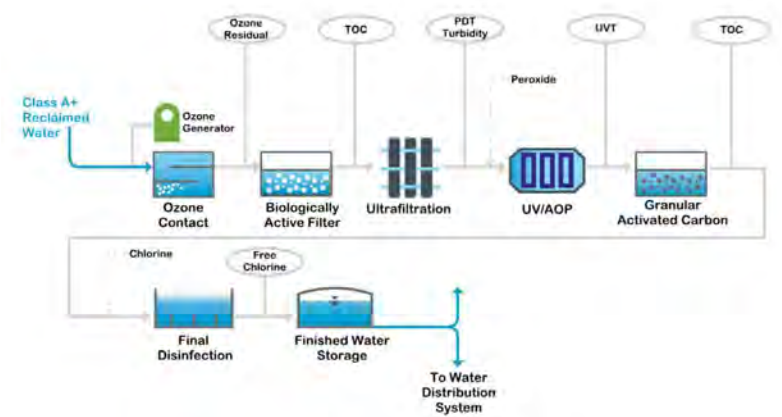 Ozone
Residual
TOC
PDT
Turbidity
UVT
TOC
Peroxide
Class A+
Reclaimed
Water
Ozone
Generator
Ozone
Contact
Biologically
Active Filter
Ultrafiltration
UV/AOP
Granular
Activated Carbon
Chlorine
Free
Chlorine
Final
Disinfection
Finished Water
Storage
To Water
Distribution
System